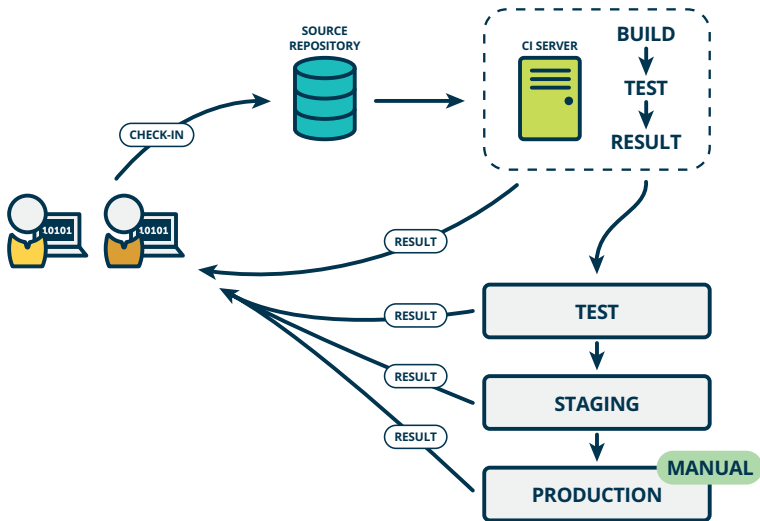 SOURCE
REPOSITORY
CI SERVER
BUILD
TEST
RESULT
CHECK-IN
10101
10101
RESULT
RESULT
TEST
RESULT
STAGING
RESULT
MANUAL
PRODUCTION